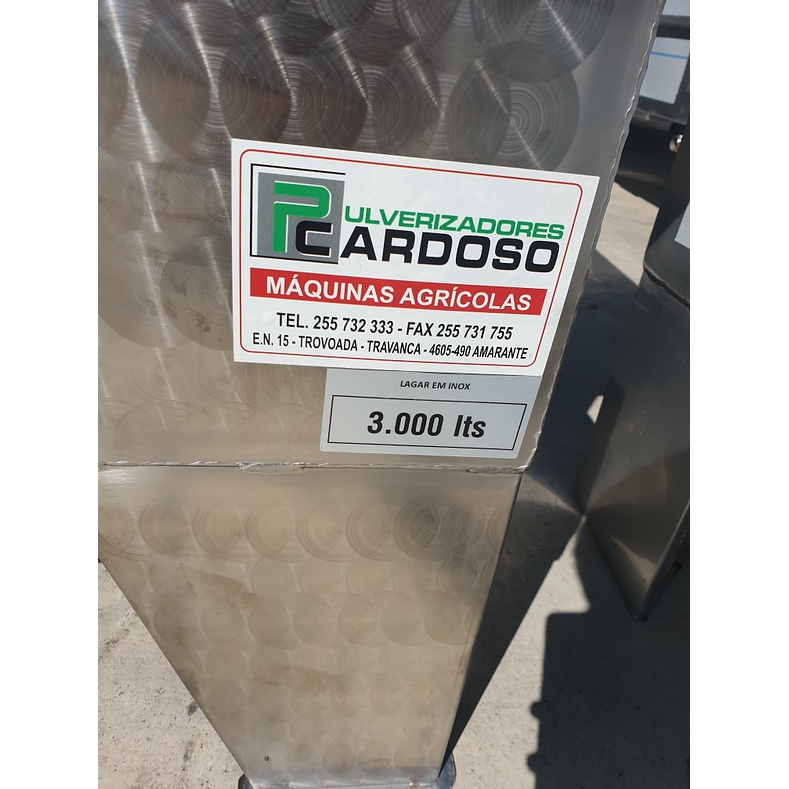 PULVERIZADORES
CARDOSO
MÁQUINAS AGRÍCOLAS
TEL. 255 732 333 - FAX 255 731 755
E.N. 15 - TROVOADA - TRAVANCA - 4605-490 AMARANTE
LAGAR EM INOX
3.000 lts